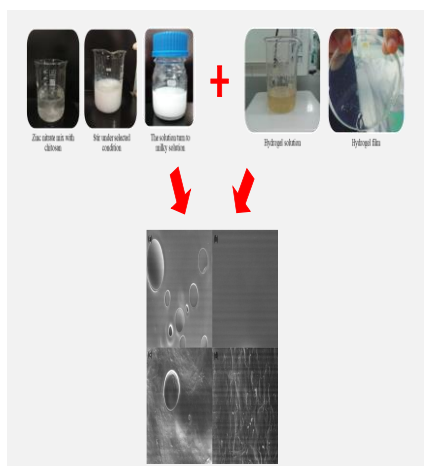 Zinc nitrate mix with
chitosan
Stir under selected
condition
The solution turn to
milky solution
Hydrogel solution
Hydrogel film
(a)
(b)
(c)
(d)